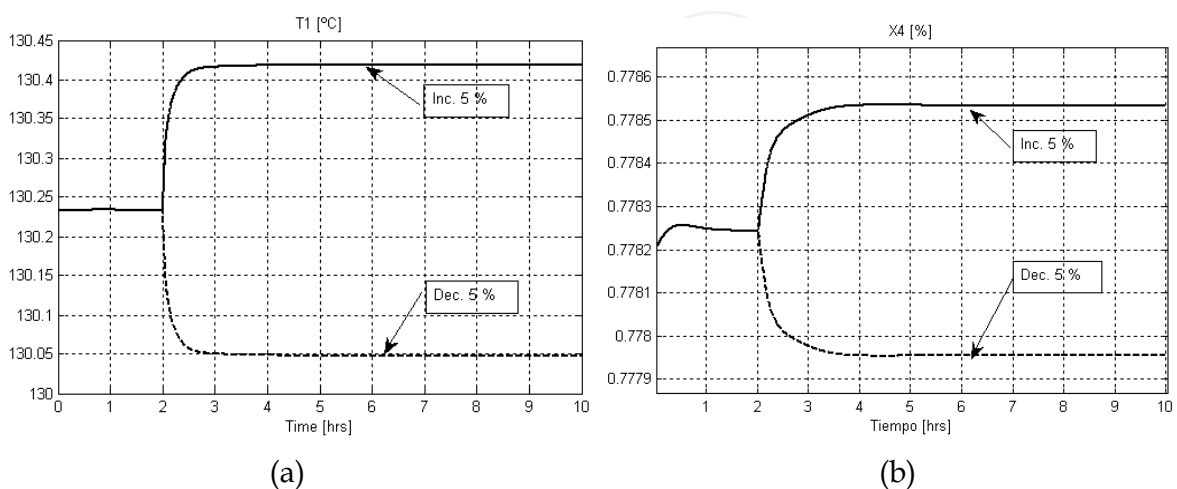 T1 [ºC]
130.45
130.4
130.35
130.3
130.25
130.2
130.15
130.1
130.05
130
Inc. 5 %
Dec. 5 %
0 1 2 3 4 5 6 7 8 9 10
Time [hrs]
(a)
X4 [%]
0.7786
0.7785
0.7784
0.7783
0.7782
0.7781
0.778
0.7779
Inc. 5 %
Dec. 5 %
1 2 3 4 5 6 7 8 9 10
Tiempo [hrs]
(b)